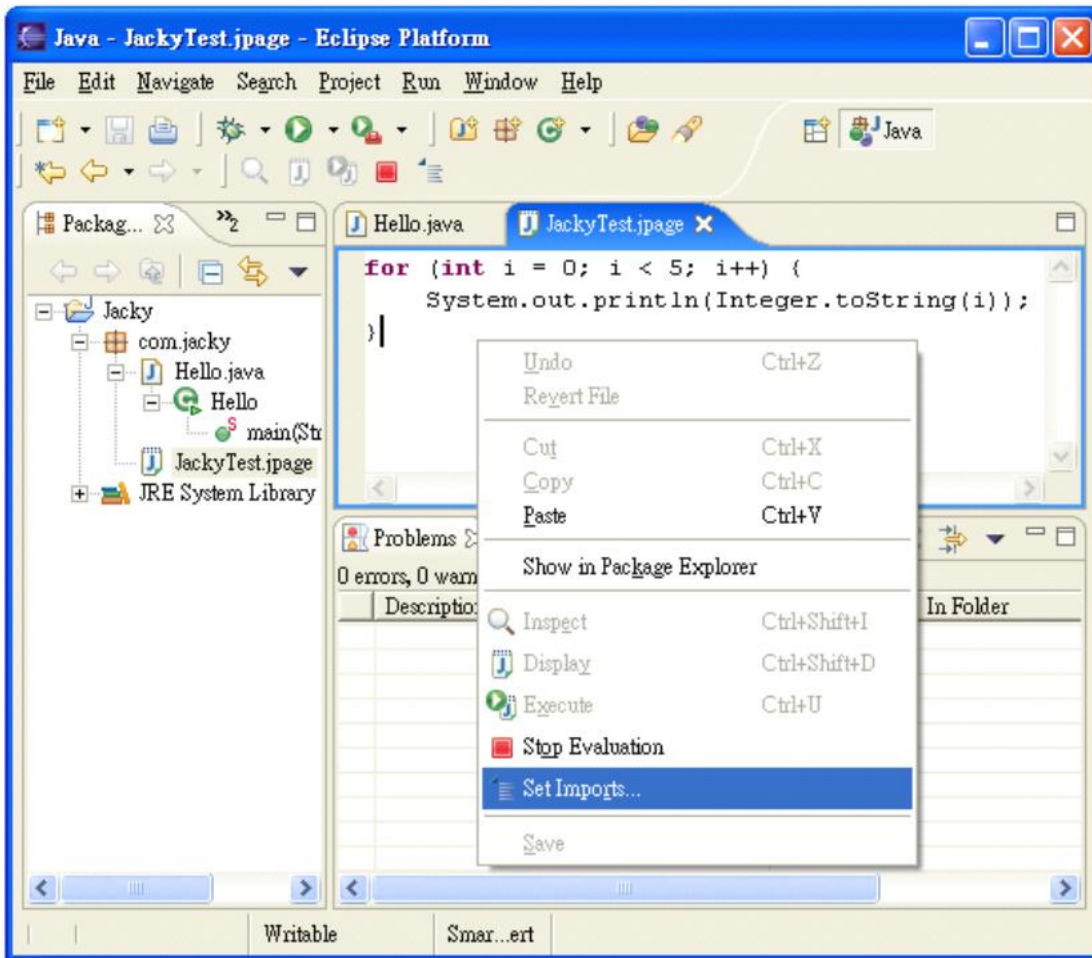 Java - JackyTest.jpage - Eclipse Platform
File Edit Navigate Search Project Run Window Help
Java
Packag... »2
Hello.java JackyTest.jpage
for (int i = 0; i < 5; i++) {
System.out.println(Integer.toString(i));
}
Jacky
com.jacky
Hello.java
Hello
S main(Str
JackyTest.jpage
JRE System Library
Undo Ctrl+Z
Revert File
Cut Ctrl+X
Copy Ctrl+C
Paste Ctrl+V
Show in Package Explorer
Inspect Ctrl+Shift+I
Display Ctrl+Shift+D
Execute Ctrl+U
Stop Evaluation
Set Imports...
Save
Problems
0 errors, 0 warn
Descriptio In Folder
Writable Smar...ert